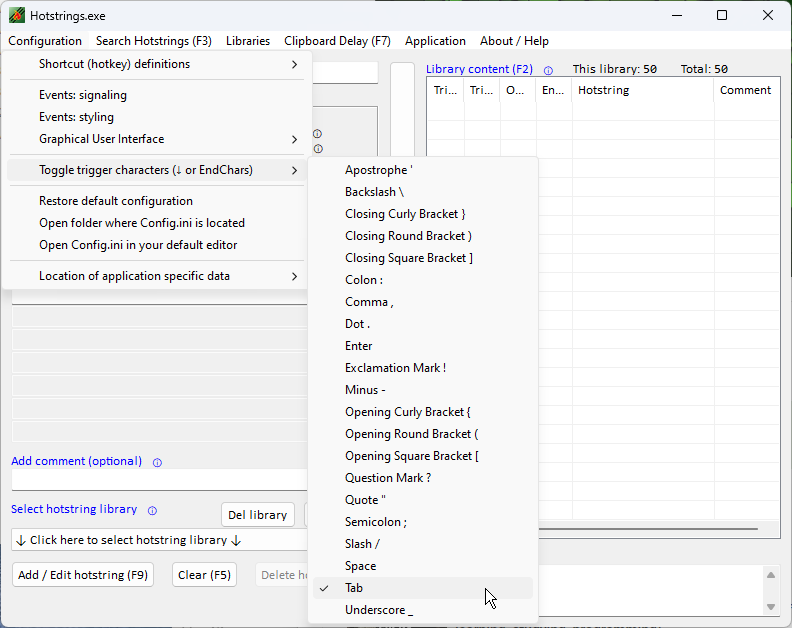 Hotstrings.exe
Configuration Search Hotstrings (F3) Libraries Clipboard Delay (F7) Application About / Help
Shortcut (hotkey) definitions
Events: signaling
Events: styling
Graphical User Interface
Toggle trigger characters (↓ or EndChars)
Restore default configuration
Open folder where Config.ini is located
Open Config.ini in your default editor
Location of application specific data
Apostrophe '
Backslash \
Closing Curly Bracket }
Closing Round Bracket )
Closing Square Bracket ]
Colon :
Comma ,
Dot .
Enter
Exclamation Mark !
Minus -
Opening Curly Bracket {
Opening Round Bracket (
Opening Square Bracket [
Question Mark ?
Quote "
Semicolon ;
Slash /
Space
Tab
Underscore _
Library content (F2) This library: 50 Total: 50
Tri... Tri... O... En... Hotstring Comment
Add comment (optional)
Select hotstring library
Del library
↓ Click here to select hotstring library ↓
Add / Edit hotstring (F9) Clear (F5) Delete